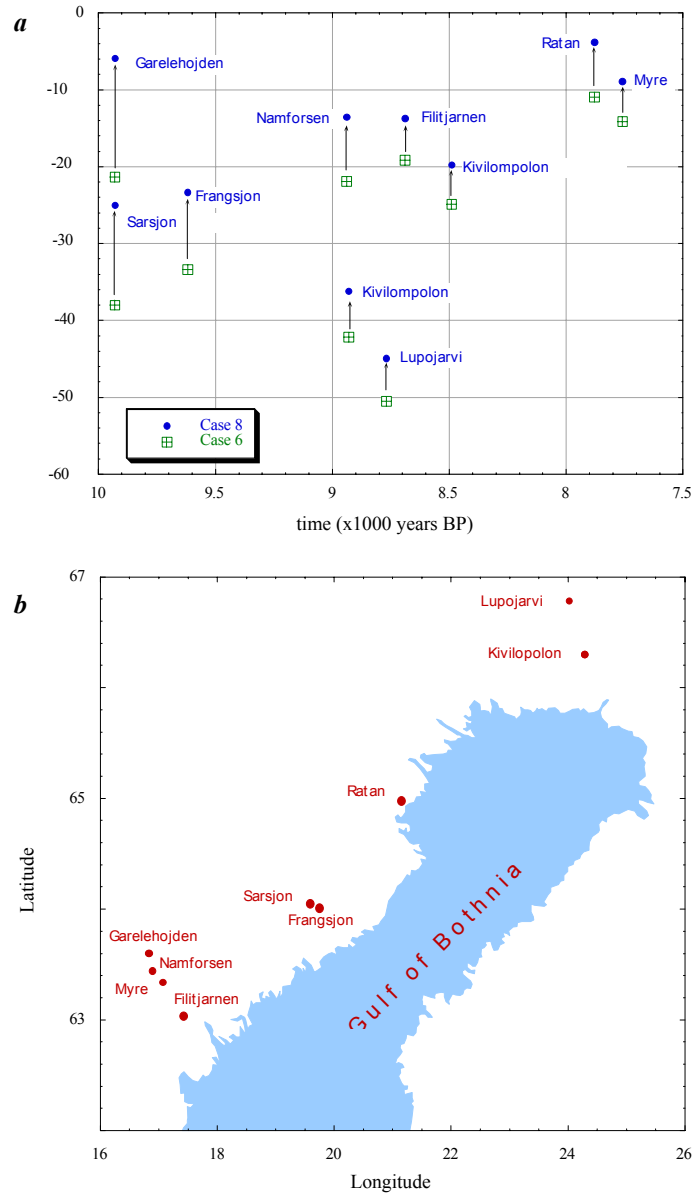 a
0
Garelehojden
Ratan
Myre
-10
Namforsen
Filitjarnen
Kivilompolon
-20
Frangsjon
Sarsjon
-30
Kivilompolon
-40
Lupojarvi
-50
Case 8
Case 6
-60
10
9.5
9
8.5
8
7.5
time (x1000 years BP)
b
67
Lupojarvi
Kivilopolon
Ratan
65
Latitude
Sarsjon
Frangsjon
Gulf of Bothnia
Garelehojden
Namforsen
Myre
Filitjarnen
63
16
18
20
22
24
26
Longitude